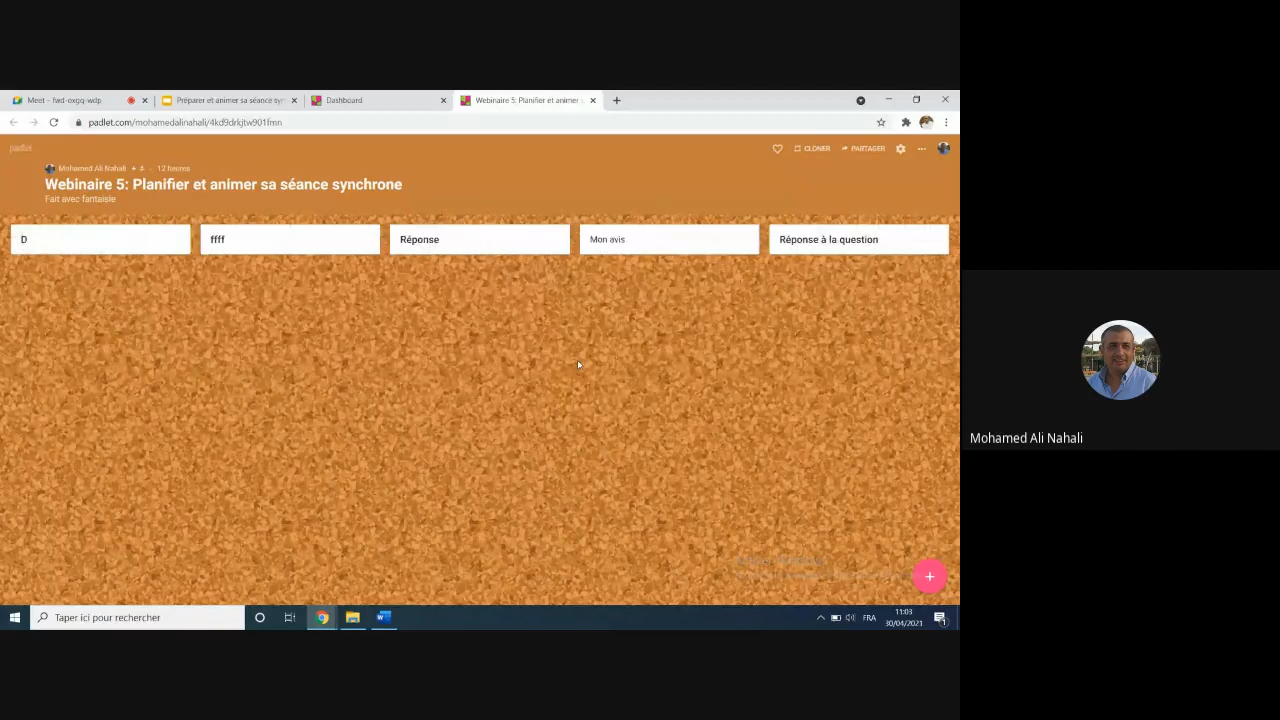 Meet – fwd-oxgq-wdp
Préparer et animer sa séance syn
Dashboard
Webinaire 5: Planifier et animer s
padlet.com/mohamedalinahali/4kd9drkjtw901fmn
padlet
CLONER
PARTAGER
Mohamed Ali Nahali
12 heures
Webinaire 5: Planifier et animer sa séance synchrone
Fait avec fantaisie
D
ffff
Réponse
Mon avis
Réponse à la question
Mohamed Ali Nahali
Taper ici pour rechercher
FRA
11:03
30/04/2021